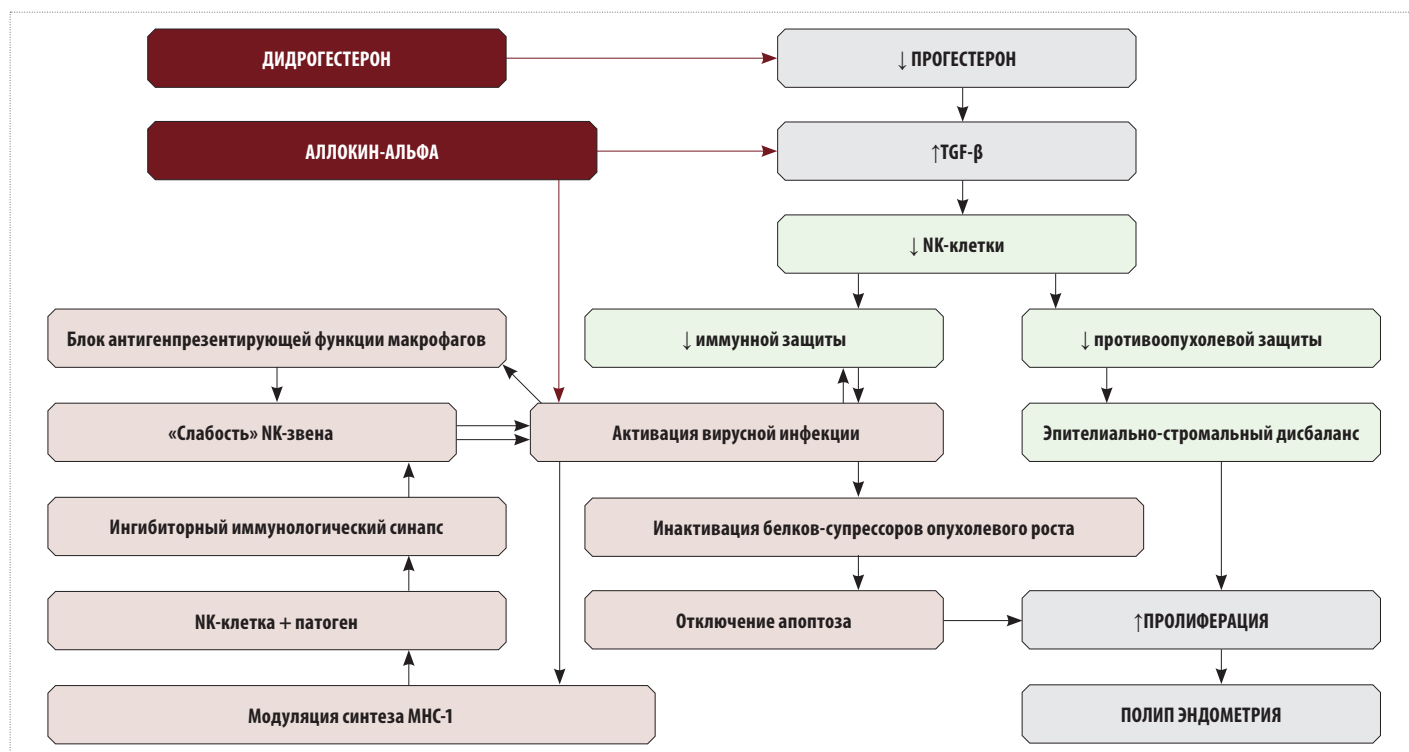 ДИДРОГЕСТЕРОН
↓ ПРОГЕСТЕРОН
АЛЛОКИН-АЛЬФА
↑TGF-β
↓ NK-клетки
Блок антигенпрезентирующей функции макрофагов
↓ иммунной защиты
↓ противоопухолевой защиты
«Слабость» NK-звена
Активация вирусной инфекции
Эпителиально-стромальный дисбаланс
Ингибиторный иммунологический синапс
Инактивация белков-супрессоров опухолевого роста
NK-клетка + патоген
Отключение апоптоза
↑ПРОЛИФЕРАЦИЯ
Модуляция синтеза МНС-1
ПОЛИП ЭНДОМЕТРИЯ